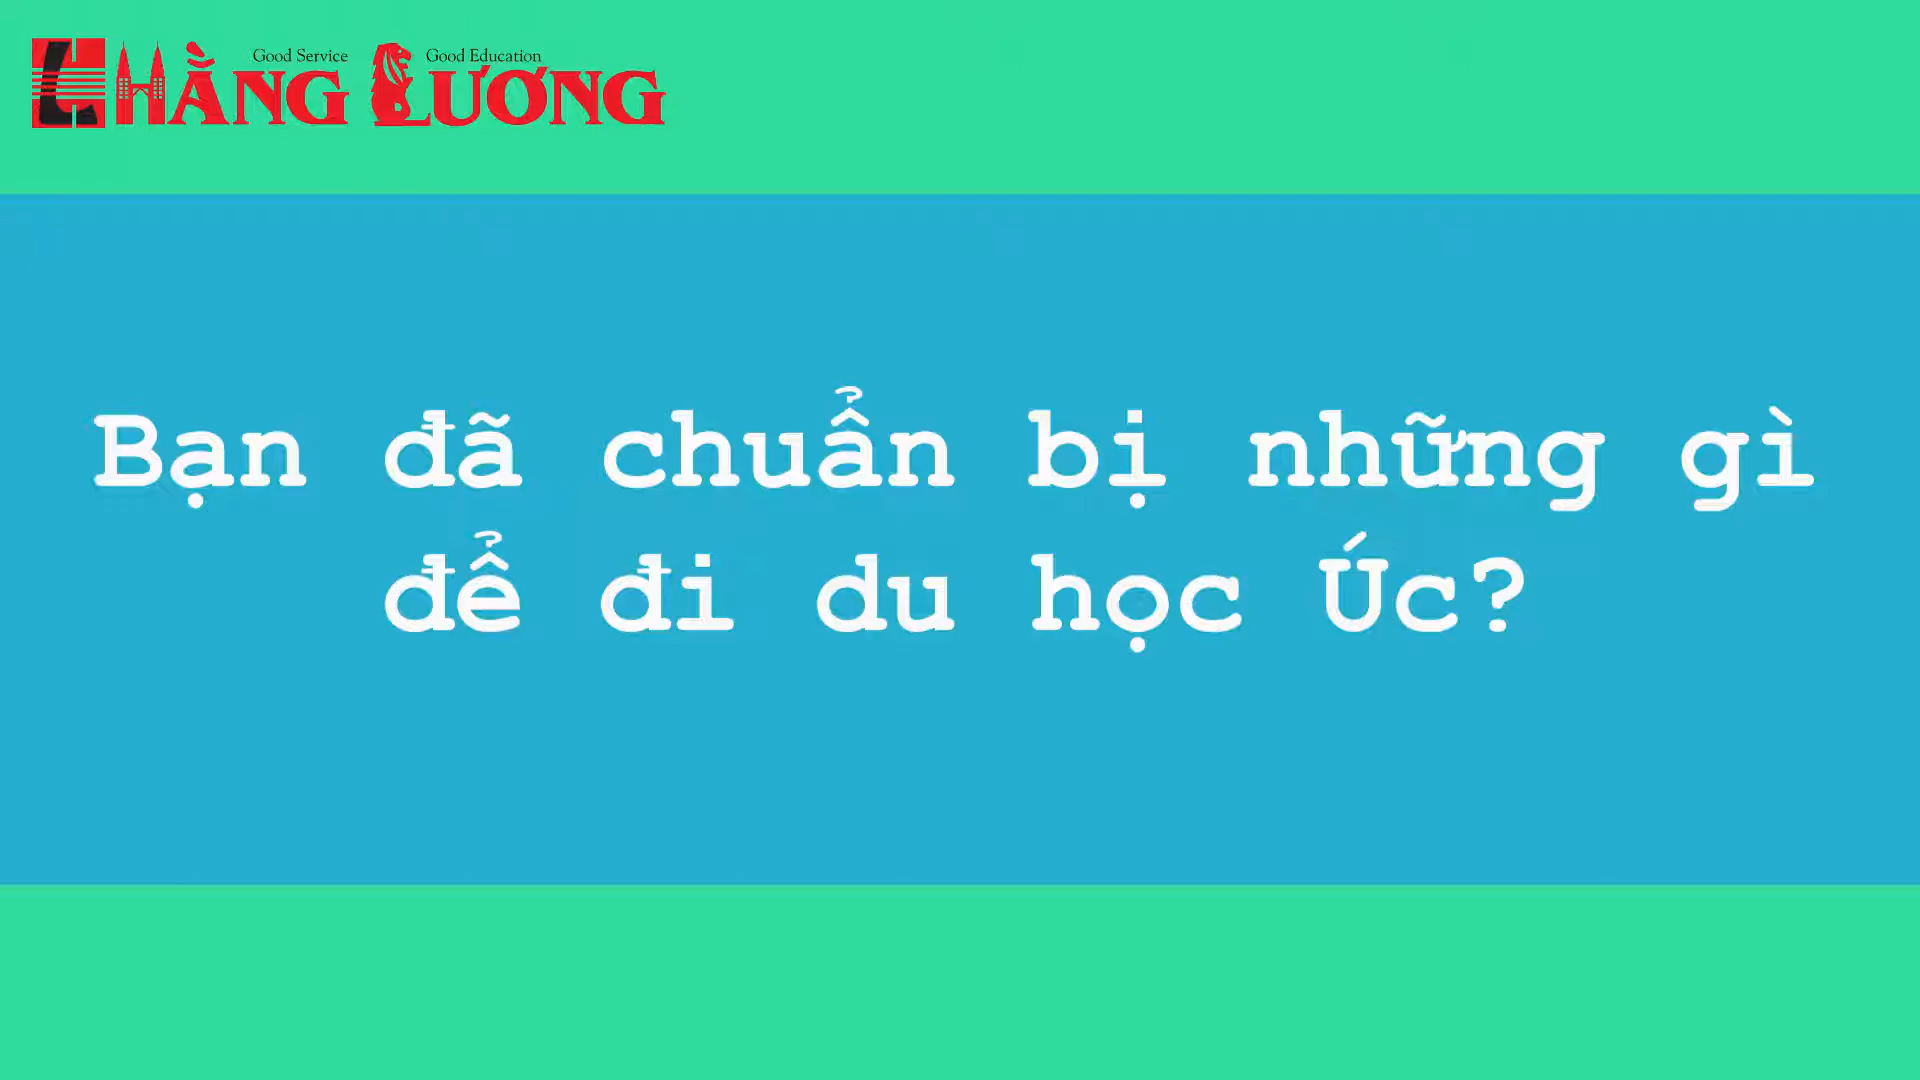 Good Service Good Education
HẰNG LƯƠNG
Bạn đã chuẩn bị những gì
để đi du học Úc?